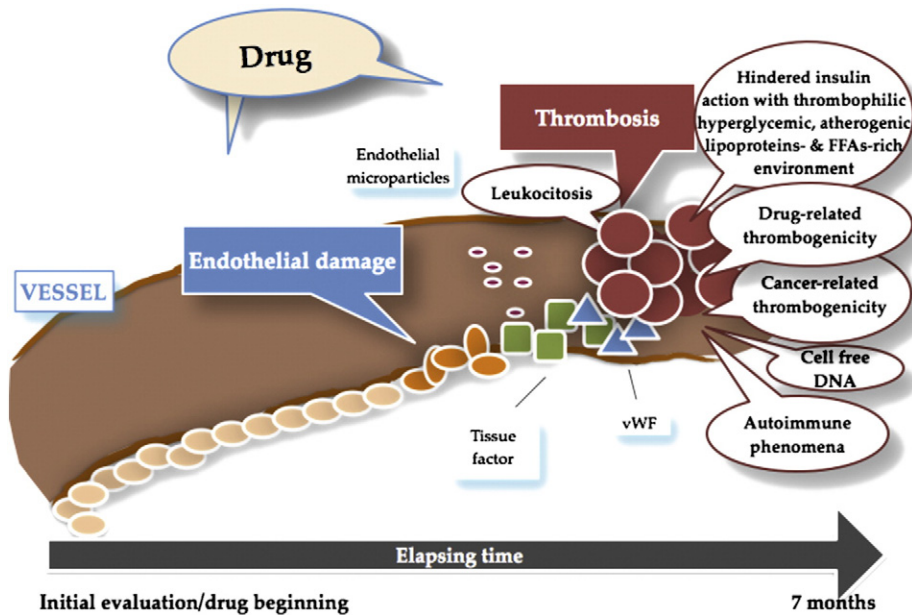 Drug
Hindered insulin
action with thrombophilic
hyperglycemic, atherogenic
lipoproteins- & FFAs-rich
environment
Thrombosis
Endothelial
microparticles
Leukocitosis
Drug-related
thrombogenicity
Endothelial damage
VESSEL
Cancer-related
thrombogenicity
Cell free
DNA
Tissue
factor
vWF
Autoimmune
phenomena
Elapsing time
Initial evaluation/drug beginning
7 months